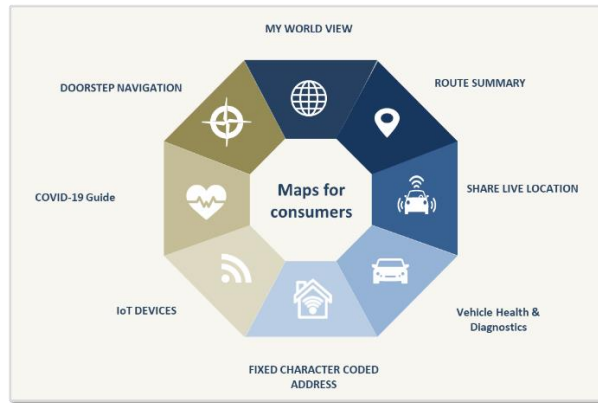 MY WORLD VIEW
DOORSTEP NAVIGATION
ROUTE SUMMARY
COVID-19 Guide
Maps for
consumers
SHARE LIVE LOCATION
IoT DEVICES
Vehicle Health &
Diagnostics
FIXED CHARACTER CODED
ADDRESS